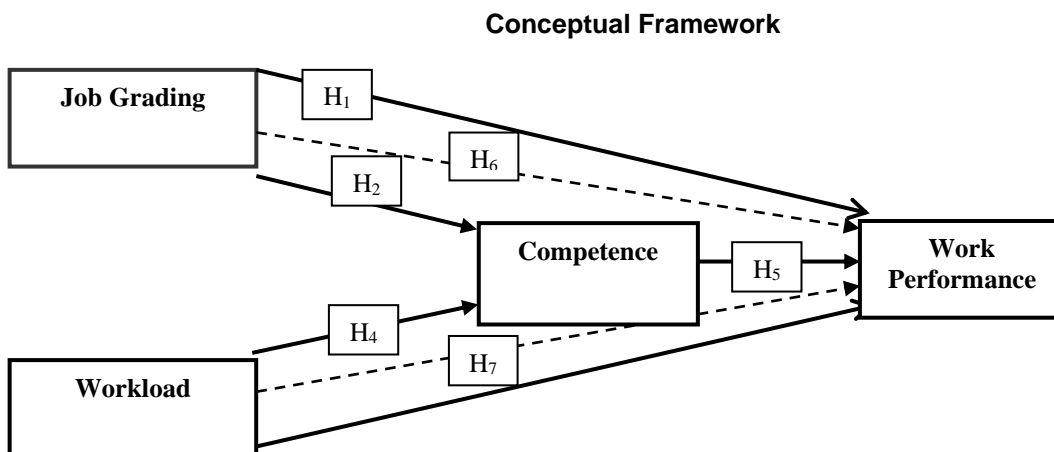 Conceptual Framework
Job Grading
H₁
H₆
H₂
Competence
Work
Performance
H₅
H₄
H₇
Workload